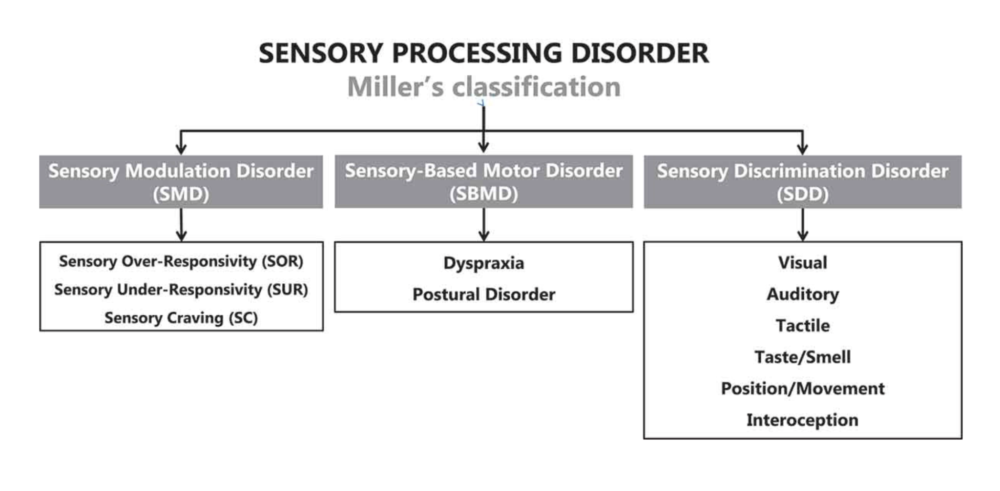 SENSORY PROCESSING DISORDER
Miller’s classification
Sensory Modulation Disorder
(SMD)
Sensory Over-Responsivity (SOR)
Sensory Under-Responsivity (SUR)
Sensory Craving (SC)
Sensory-Based Motor Disorder
(SBMD)
Dyspraxia
Postural Disorder
Sensory Discrimination Disorder
(SDD)
Visual
Auditory
Tactile
Taste/Smell
Position/Movement
Interoception